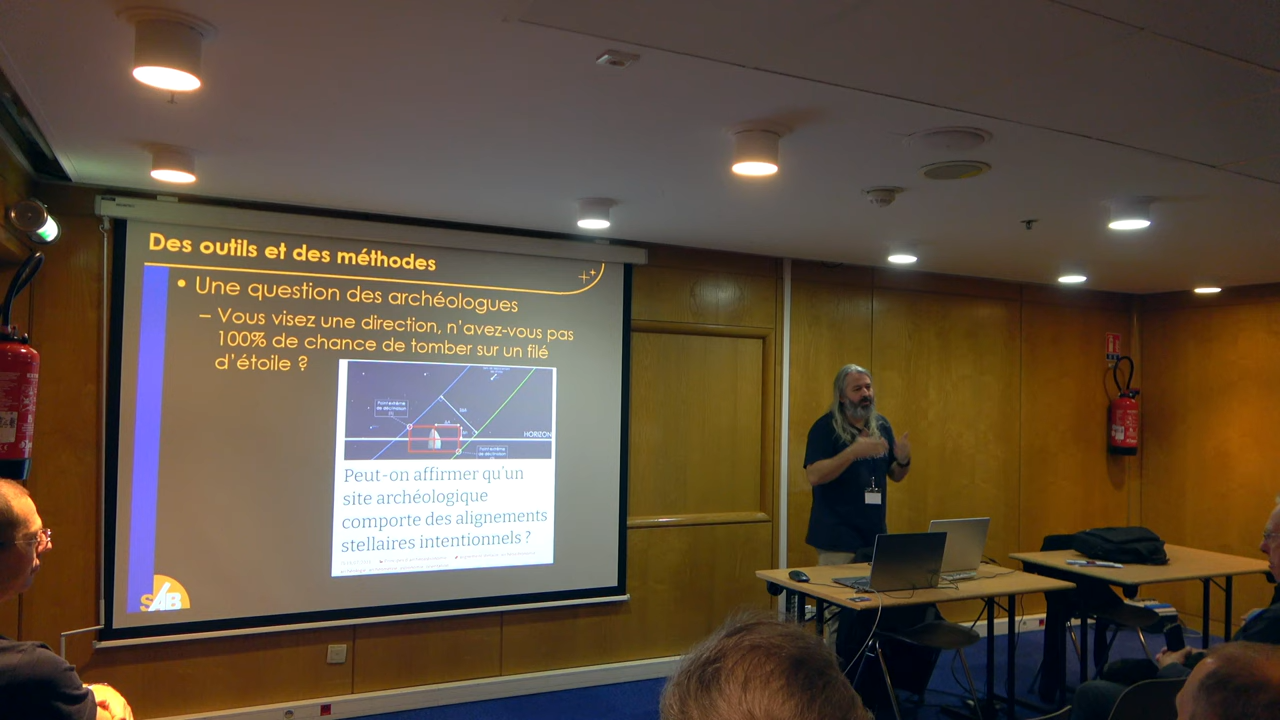 Des outils et des méthodes
• Une question des archéologues
– Vous visez une direction, n'avez-vous pas
100% de chance de tomber sur un filé
d'étoile ?
HORIZON
Peut-on affirmer qu'un
site archéologique
comporte des alignements
stellaires intentionnels ?
SAB